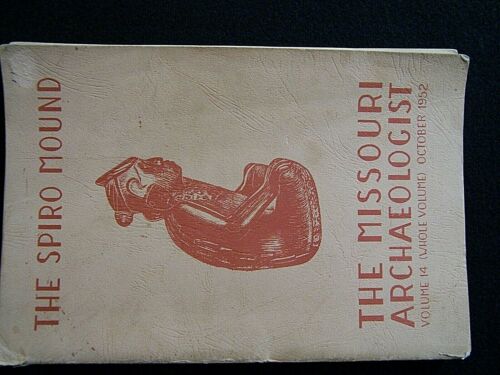 THE SPIRO MOUND
THE MISSOURI
ARCHAEOLOGIST
VOLUME 14 (WHOLE VOLUME) OCTOBER 1952